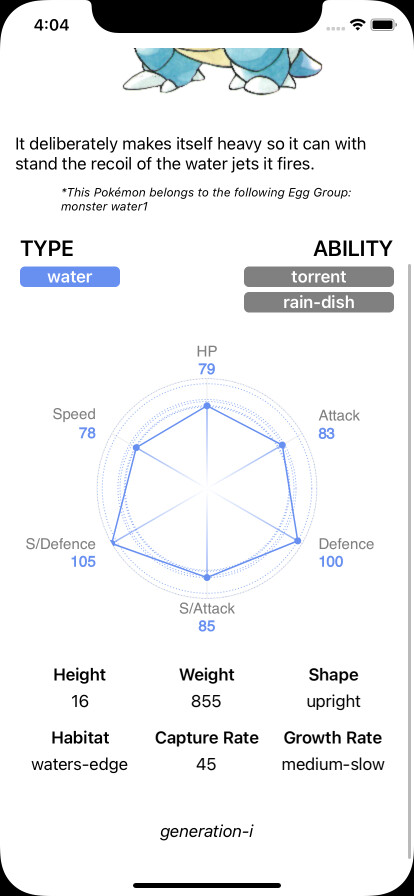 4:04
It deliberately makes itself heavy so it can with
stand the recoil of the water jets it fires.
*This Pokémon belongs to the following Egg Group:
monster water1
TYPE ABILITY
water torrent
rain-dish
HP
79
Speed
78
Attack
83
S/Defence
105
Defence
100
S/Attack
85
Height Weight Shape
16 855 upright
Habitat Capture Rate Growth Rate
waters-edge 45 medium-slow
generation-i